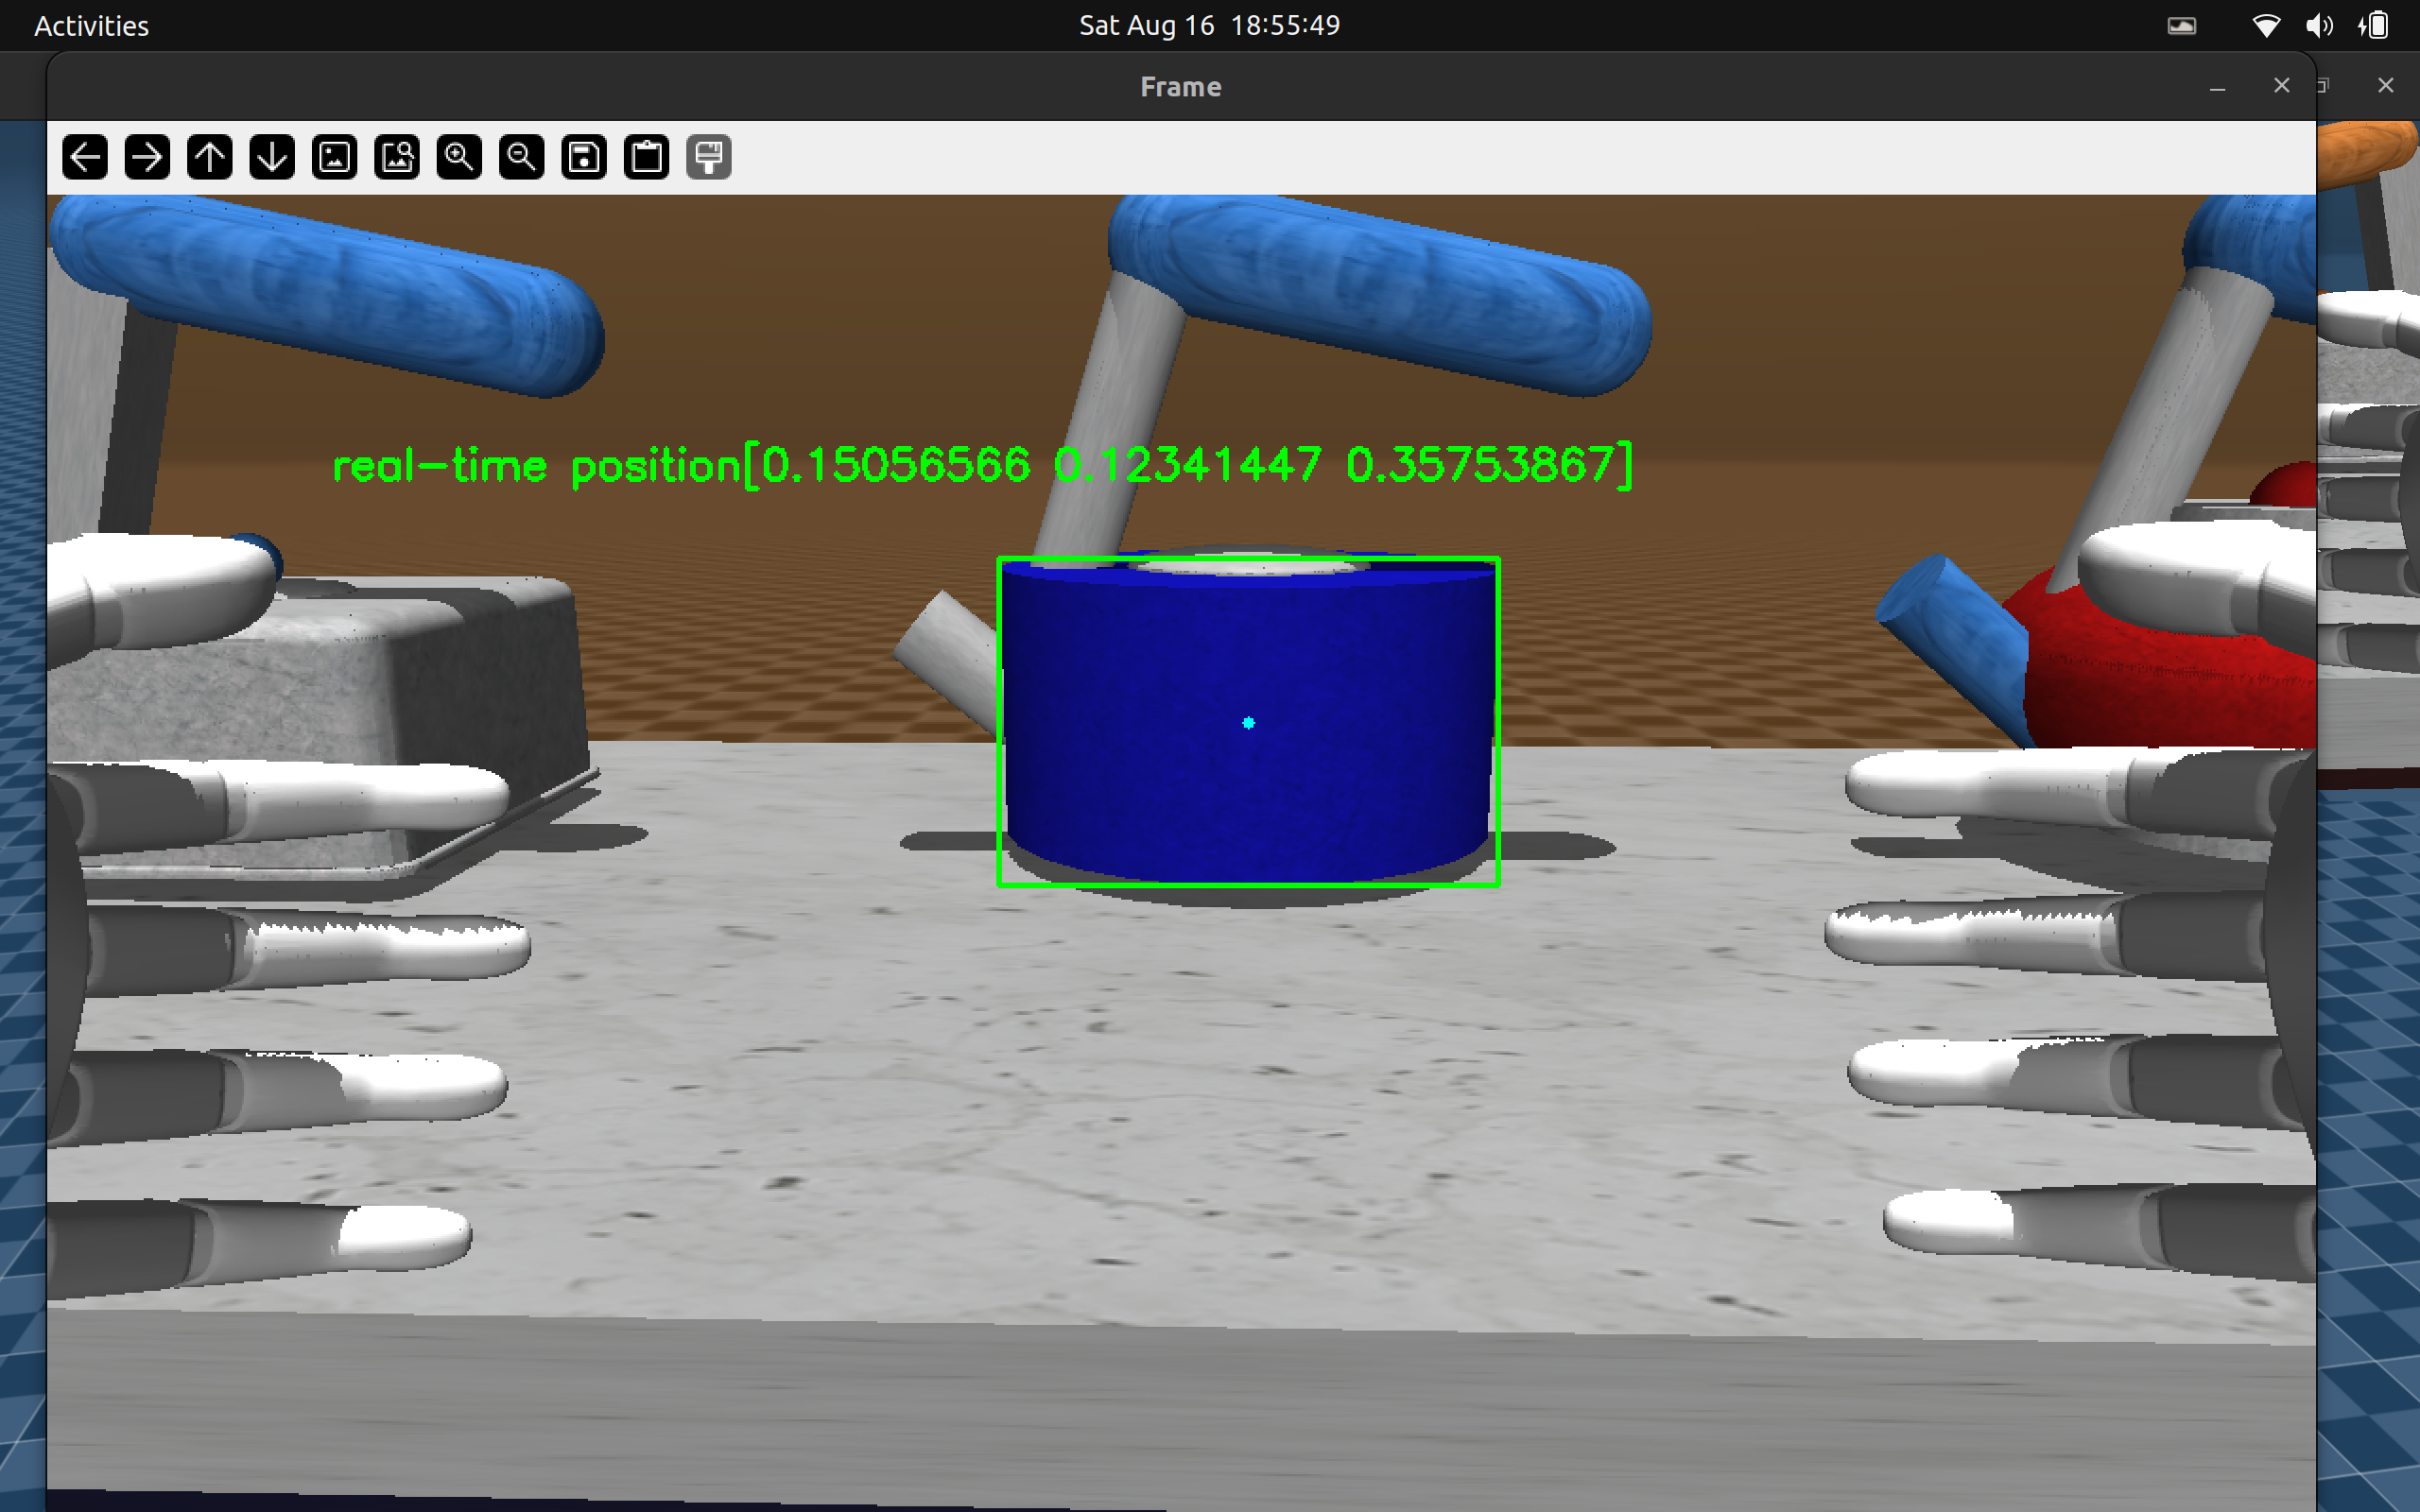 Activities
Sat Aug 16 18:55:49
Frame
real-time position[0.15056566 0.12341447 0.35753867]